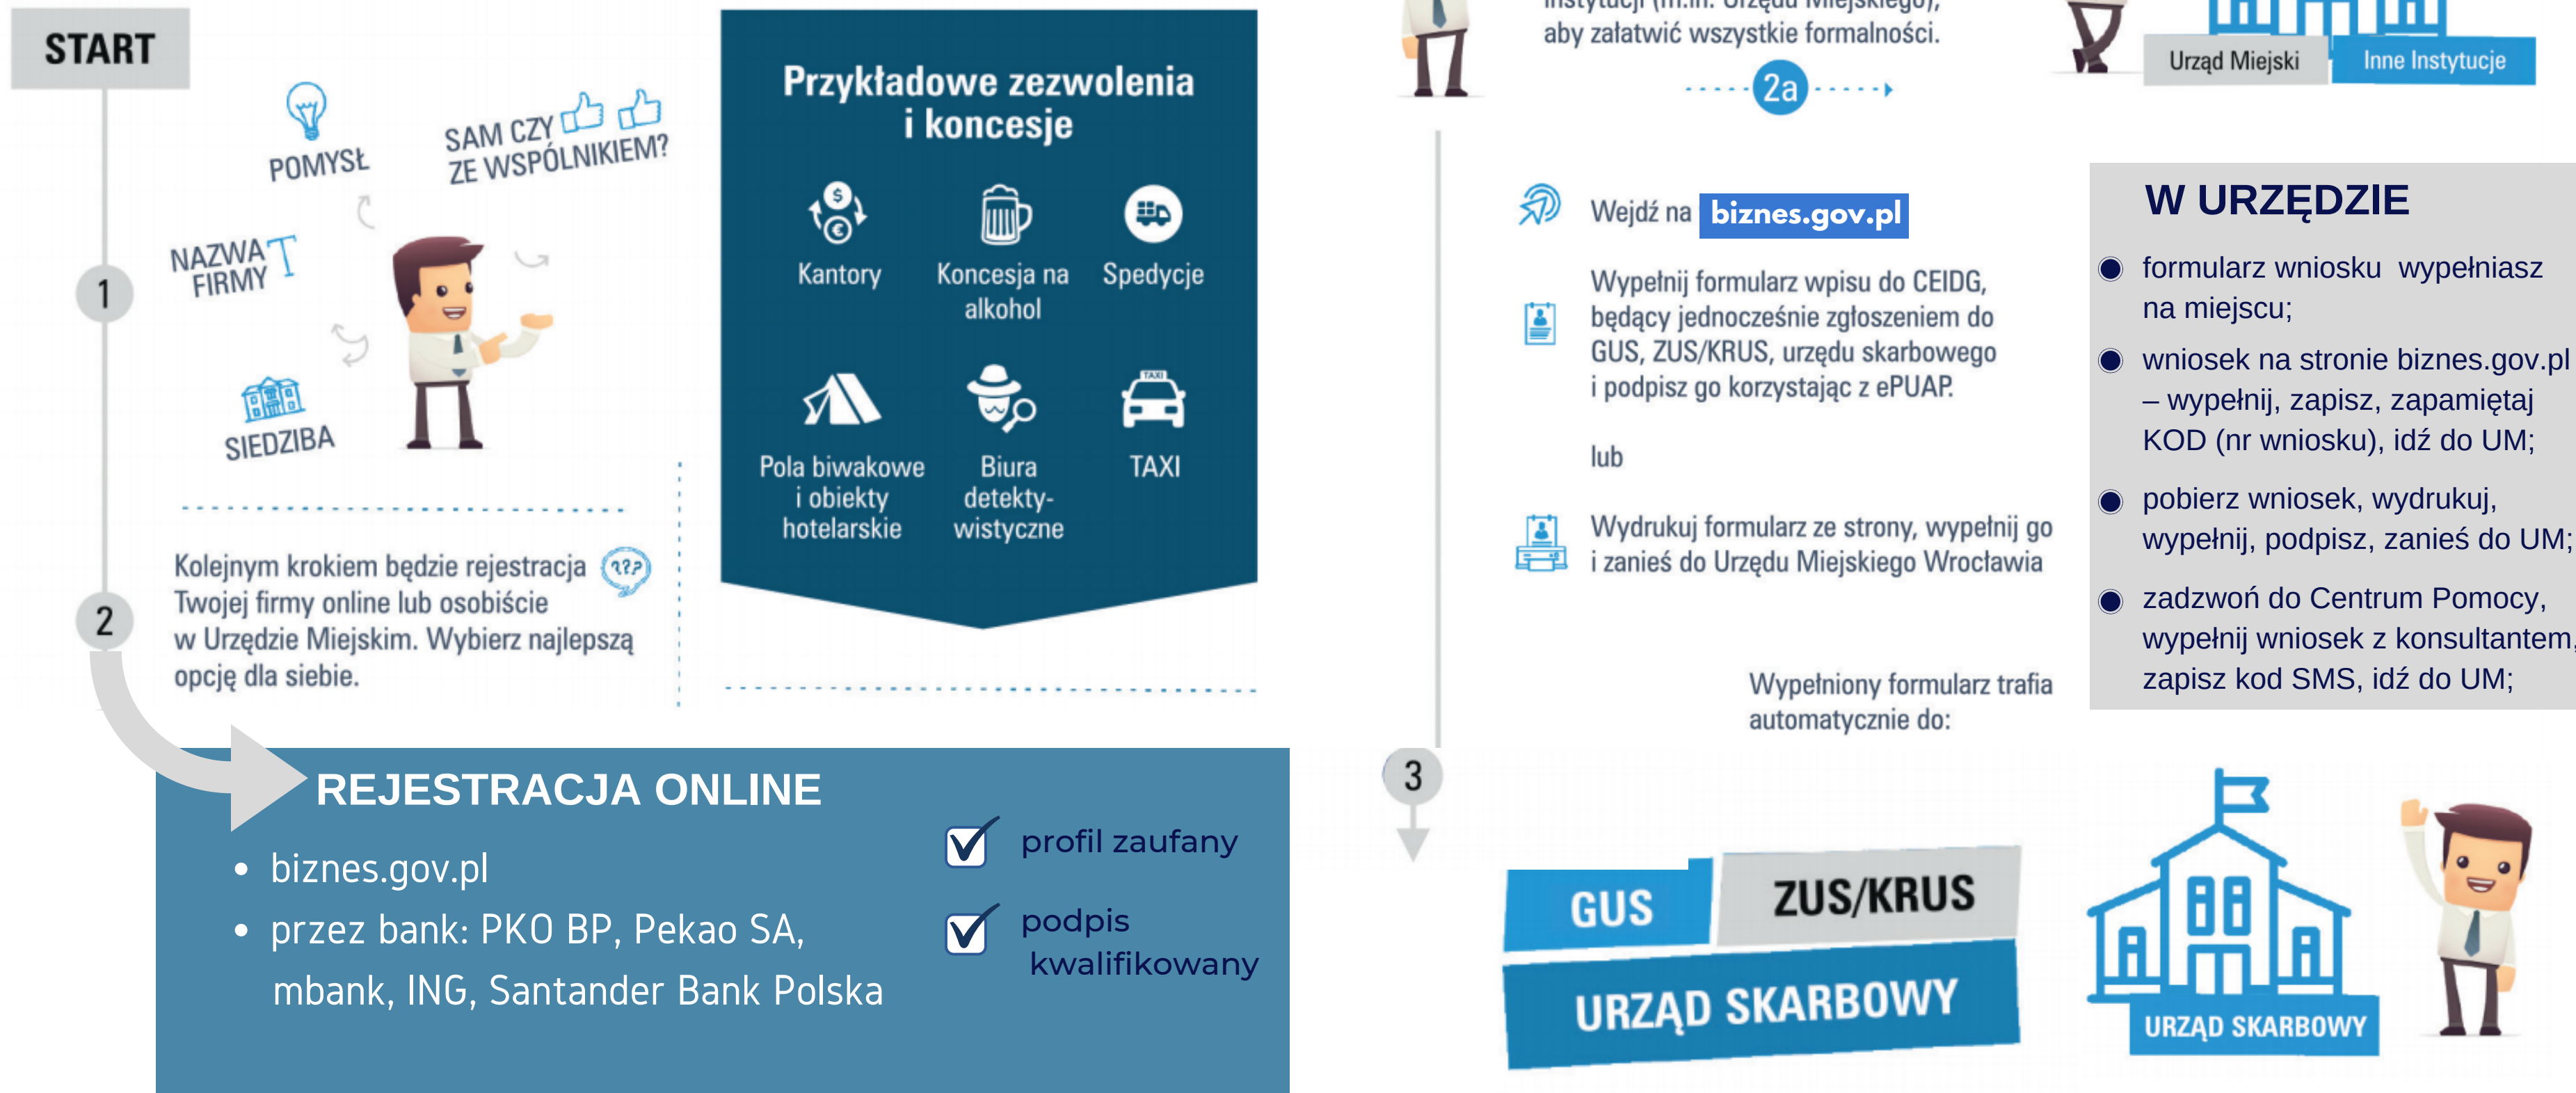 START
POMYSŁ
SAM CZY
ZE WSPÓLNIKIEM?
NAZWA
FIRMY
1
SIEDZIBA
2
Kolejnym krokiem będzie rejestracja
???
Twojej firmy online lub osobiście
w Urzędzie Miejskim. Wybierz najlepszą
opcję dla siebie.
Przykładowe zezwolenia
i koncesje
$
€
Kantory
Koncesja na
alkohol
Spedycje
Pola biwakowe
i obiekty
hotelarskie
Biura
detekty-
wistyczne
TAXI
TAXI
REJESTRACJA ONLINE
• biznes.gov.pl
• przez bank: PKO BP, Pekao SA,
mbank, ING, Santander Bank Polska
profil zaufany
podpis
kwalifikowany
instytucji (m.in. Urzędu Miejskiego),
aby załatwić wszystkie formalności.
2a
Urząd Miejski
Inne Instytucje
Wejdź na biznes.gov.pl
Wypełnij formularz wpisu do CEIDG,
będący jednocześnie zgłoszeniem do
GUS, ZUS/KRUS, urzędu skarbowego
i podpisz go korzystając z ePUAP.
lub
Wydrukuj formularz ze strony, wypełnij go
i zanieś do Urzędu Miejskiego Wrocławia
Wypełniony formularz trafia
automatycznie do:
W URZĘDZIE
formularz wniosku wypełniasz
na miejscu;
wniosek na stronie biznes.gov.pl
– wypełnij, zapisz, zapamiętaj
KOD (nr wniosku), idź do UM;
pobierz wniosek, wydrukuj,
wypełnij, podpisz, zanieś do UM;
zadzwoń do Centrum Pomocy,
wypełnij wniosek z konsultantem,
zapisz kod SMS, idź do UM;
3
GUS
ZUS/KRUS
URZĄD SKARBOWY
URZĄD SKARBOWY